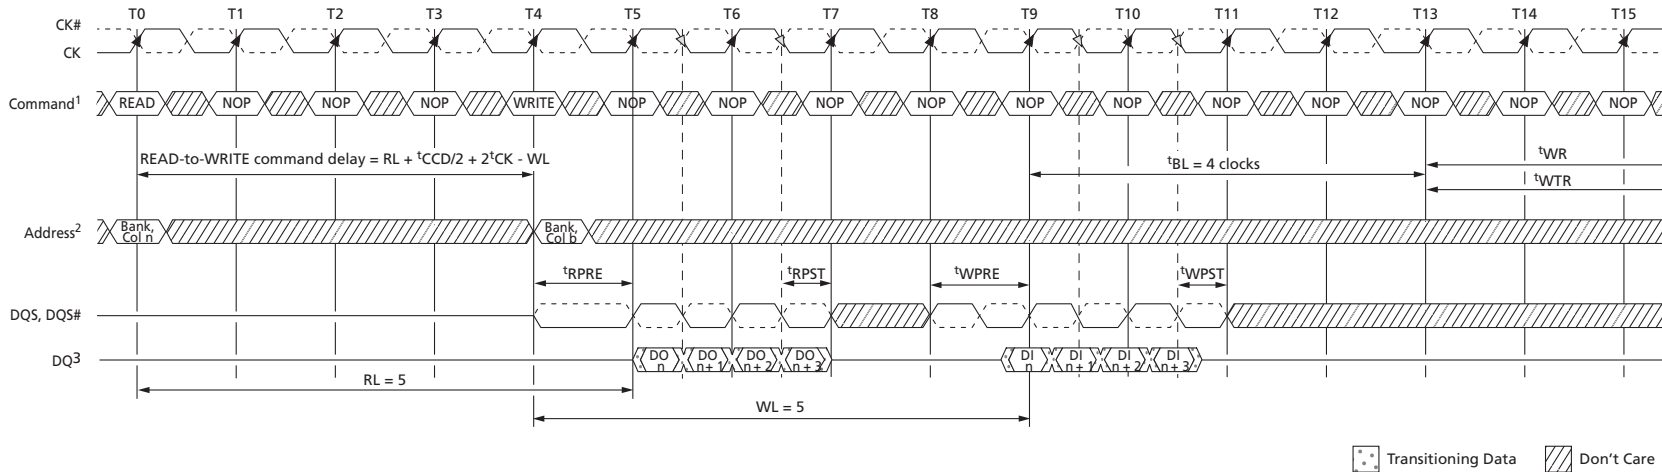 T0 T1 T2 T3 T4 T5 T6 T7 T8 T9 T10 T11 T12 T13 T14 T15
CK#
CK
Command1 READ NOP NOP NOP WRITE NOP NOP NOP NOP NOP NOP NOP NOP NOP NOP NOP
READ-to-WRITE command delay = RL + tCCD/2 + 2tCK - WL
tBL = 4 clocks
tWR
tWTR
Address2 Bank, Col n Bank, Col b
tRPRE tRPST tWPRE tWPST
DQS, DQS#
DQ3 DO n DO n + 1 DO n + 2 DO n + 3 DI n DI n + 1 DI n + 2 DI n + 3
RL = 5
WL = 5
Transitioning Data Don't Care